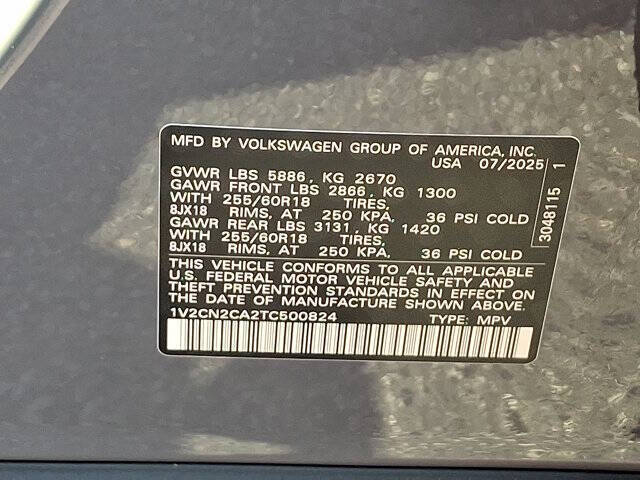 MFD BY VOLKSWAGEN GROUP OF AMERICA, INC.
USA 07/2025
GVWR LBS 5886, KG 2670
GAWR FRONT LBS 2866, KG 1300
WITH 255/60R18 TIRES,
8JX18 RIMS, AT 250 KPA, 36 PSI COLD
GAWR REAR LBS 3131, KG 1420
WITH 255/60R18 TIRES,
8JX18 RIMS, AT 250 KPA, 36 PSI COLD
THIS VEHICLE CONFORMS TO ALL APPLICABLE
U.S. FEDERAL MOTOR VEHICLE SAFETY AND
THEFT PREVENTION STANDARDS IN EFFECT ON
THE DATE OF MANUFACTURE SHOWN ABOVE.
1V2CN2CA2TC500824 TYPE: MPV
3048115 1